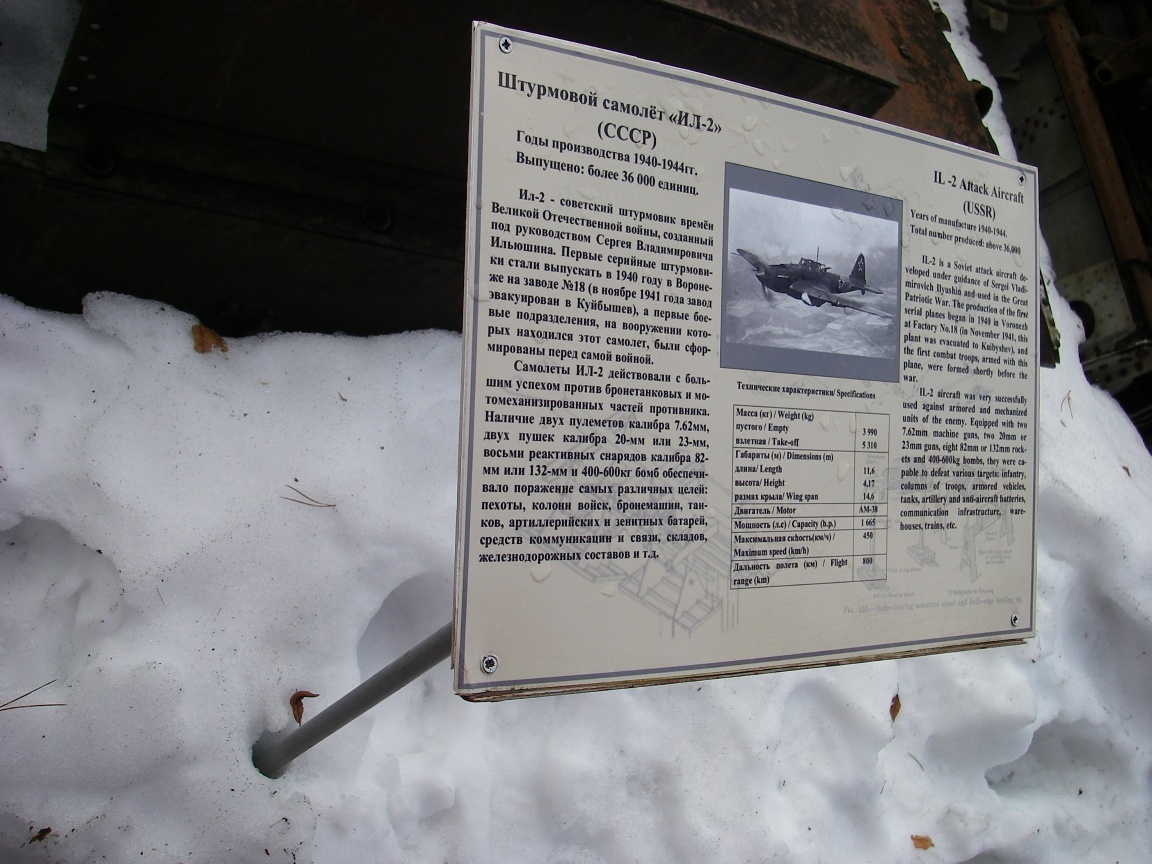 Штурмовой самолёт «ИЛ-2»
(СССР)
Годы производства 1940-1944гг.
Выпущено: более 36 000 единиц.
Ил-2 - советский штурмовик времён
Великой Отечественной войны, созданный
под руководством Сергея Владимировича
Ильюшина. Первые серийные штурмови-
ки стали выпускать в 1940 году в Вороне-
же на заводе №18 (в ноябре 1941 года завод
эвакуирован в Куйбышев), а первые бое-
вые подразделения, на вооружении кото-
рых находился этот самолет, были сфор-
мированы перед самой войной.
Самолеты ИЛ-2 действовали с боль-
шим успехом против бронетанковых и мо-
томеханизированных частей противника.
Наличие двух пулеметов калибра 7.62мм,
двух пушек калибра 20-мм или 23-мм,
восьми реактивных снарядов калибра 82-
мм или 132-мм и 400-600кг бомб обеспечи-
вало поражение самых различных целей:
пехоты, колонн войск, бронемашин, тан-
ков, артиллерийских и зенитных батарей,
средств коммуникации и связи, складов,
железнодорожных составов и т.д.
Технические характеристики/ Specifications
Масса (кг) / Weight (kg)
пустого / Empty 3 990
взлетная / Take-off 5 310
Габариты (м) / Dimensions (m)
длина/ Length 11,6
высота/ Height 4,17
размах крыла/ Wing span 14,6
Двигатель / Motor АМ-38
Мощность (л.с) / Capacity (h.p.) 1 665
Максимальная скность(км/ч) / 450
Maximum speed (km/h)
Дальность полета (км) / Flight 800
range (km)
IL -2 Attack Aircraft
(USSR)
Years of manufacture 1940-1944.
Total number produced: above 36,000
IL-2 is a Soviet attack aircraft de-
veloped under guidance of Sergei Vladi-
mirovich Ilyushin and used in the Great
Patriotic War. The production of the first
serial planes began in 1940 in Voronezh
at Factory No.18 (in November 1941, this
plant was evacuated to Kuibyshev), and
the first combat troops, armed with this
plane, were formed shortly before the
war.
IL-2 aircraft was very successfully
used against armored and mechanized
units of the enemy. Equipped with two
7.62mm machine guns, two 20mm or
23mm guns, eight 82mm or 132mm rock-
ets and 400-600kg bombs, they were ca-
pable to defeat various targets: infantry,
columns of troops, armored vehicles,
tanks, artillery and anti-aircraft batteries,
communication infrastructure, ware-
houses, trains, etc.